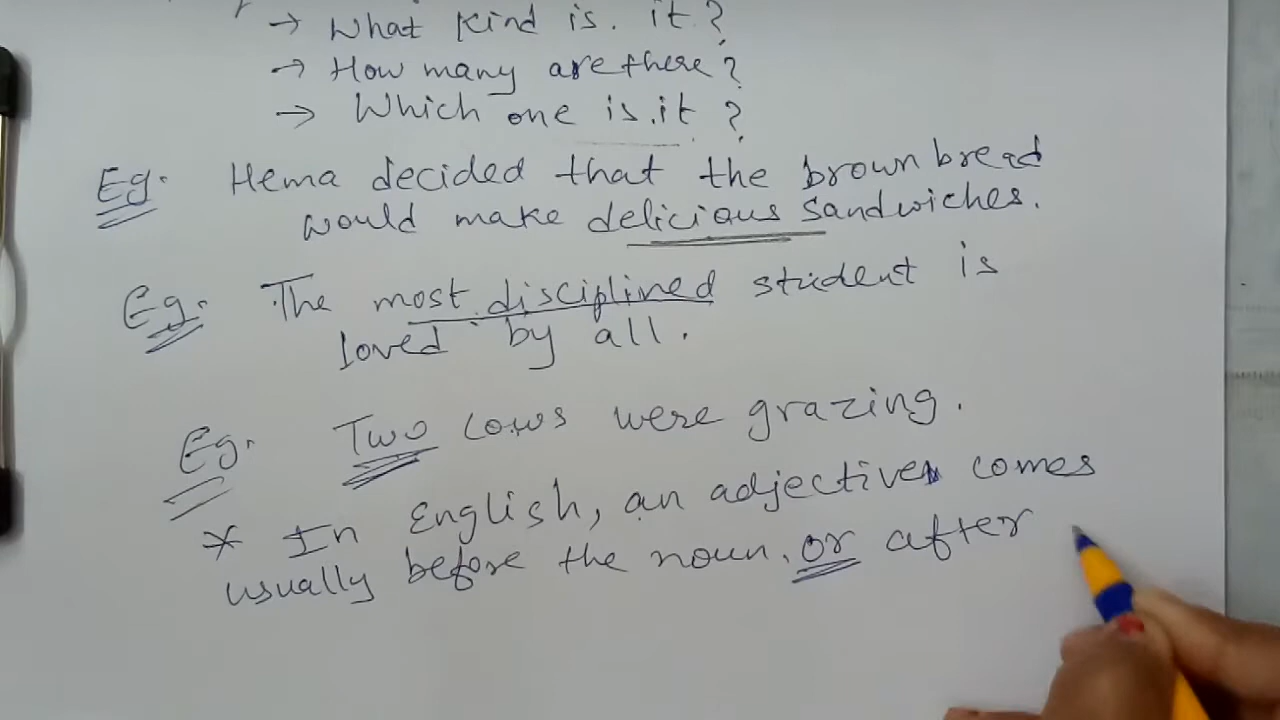 → What kind is. it?
→ How many are there?
→ Which one is it?
Eg. Hema decided that the brown bread
would make delicious sandwiches.
Eg. The most disciplined student is
loved by all.
Eg. Two cows were grazing.
* In English, an adjective comes
usually before the noun. or after